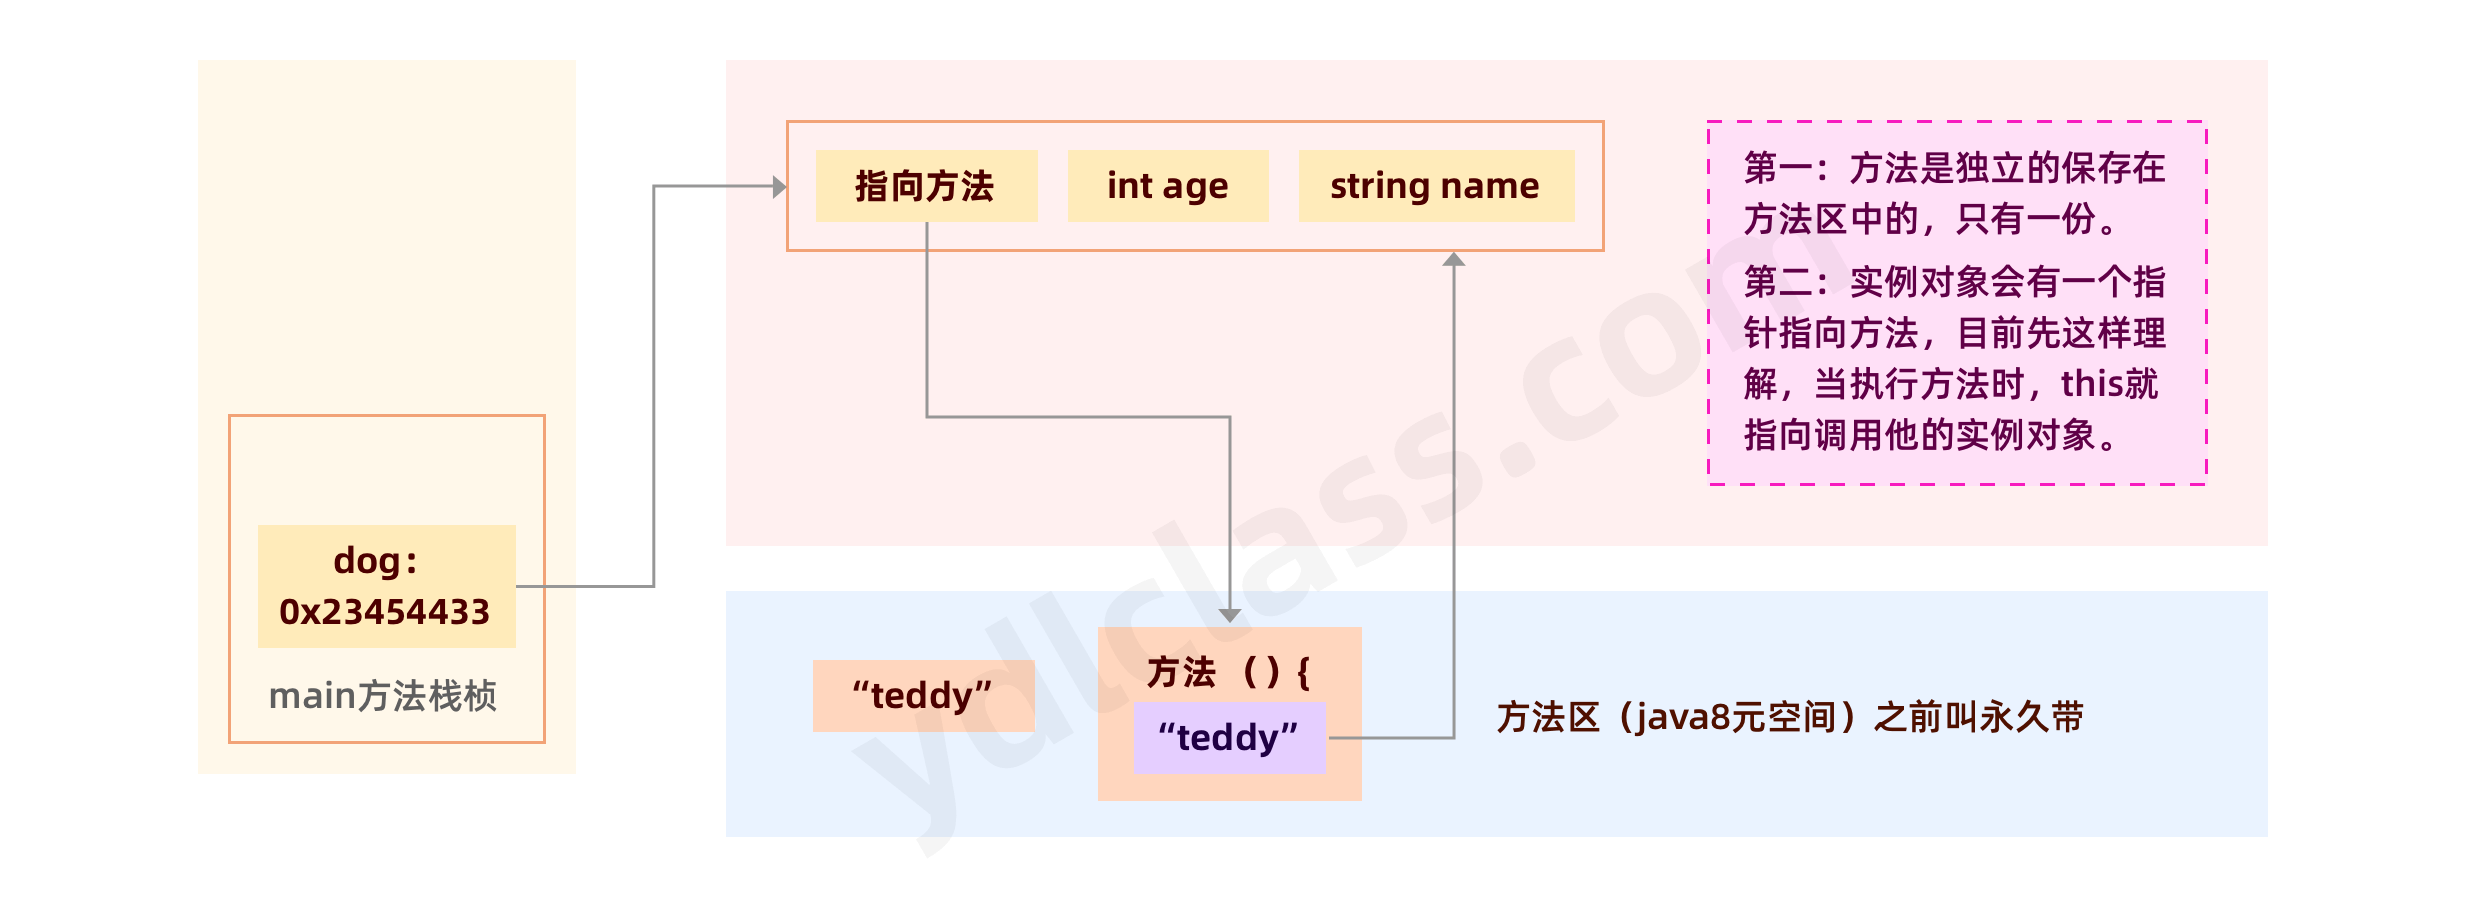 指向方法
int age
string name
第一：方法是独立的保存在
方法区中的，只有一份。
第二：实例对象会有一个指
针指向方法，目前先这样理
解，当执行方法时，this就
指向调用他的实例对象。
dog：
0x23454433
main方法栈桢
“teddy”
方法（）{
“teddy”
方法区（java8元空间）之前叫永久带
ydlclass.com